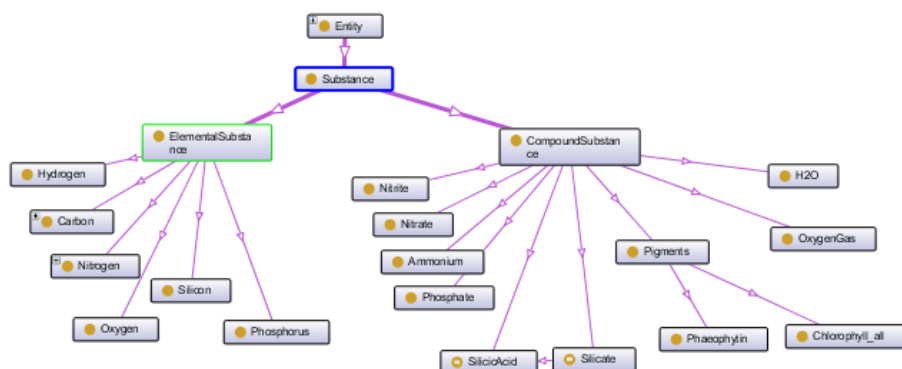 Entity
Substance
ElementalSubsta
nce
CompoundSubstan
ce
Hydrogen
Carbon
Nitrogen
Oxygen
Silicon
Phosphorus
Nitrite
Nitrate
Ammonium
Phosphate
SilicicAcid
Silicate
Pigments
Phaeophytin
Chlorophyll_all
OxygenGas
H2O